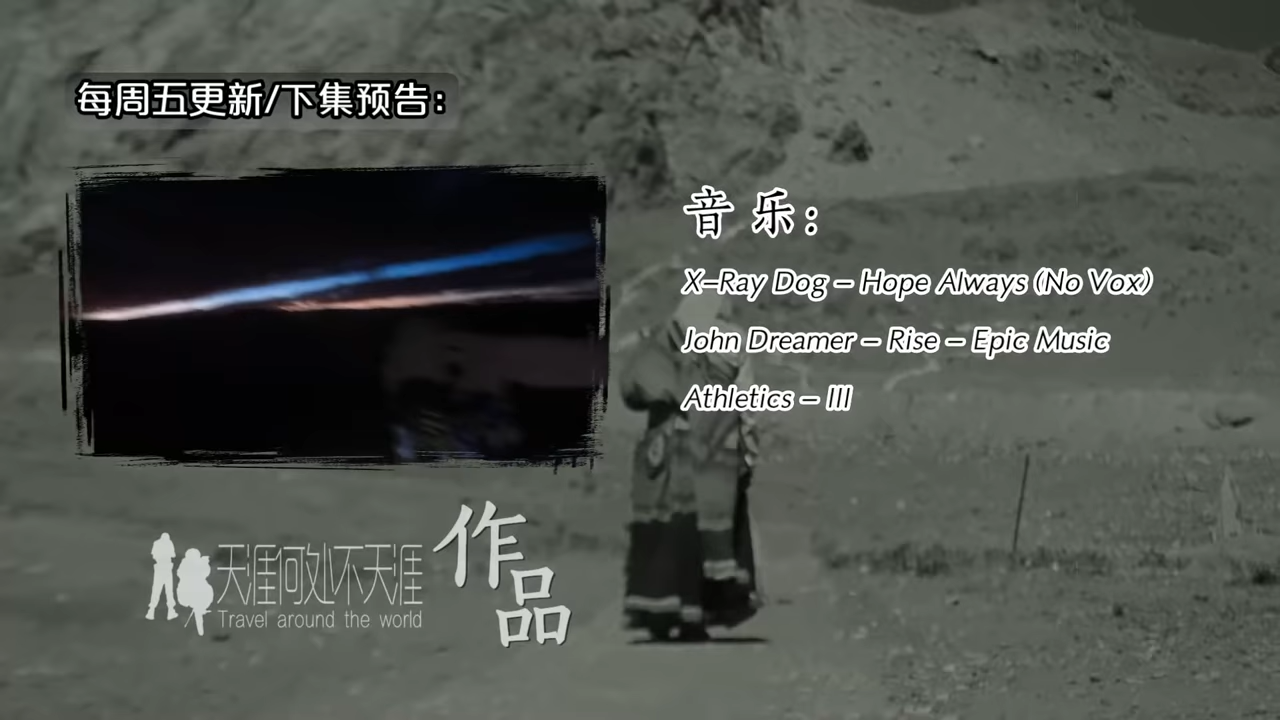 每周五更新/下集预告：
音 乐：
X-Ray Dog – Hope Always (No Vox)
John Dreamer – Rise – Epic Music
Athletics – III
天涯何处不天涯
Travel around the world
作品